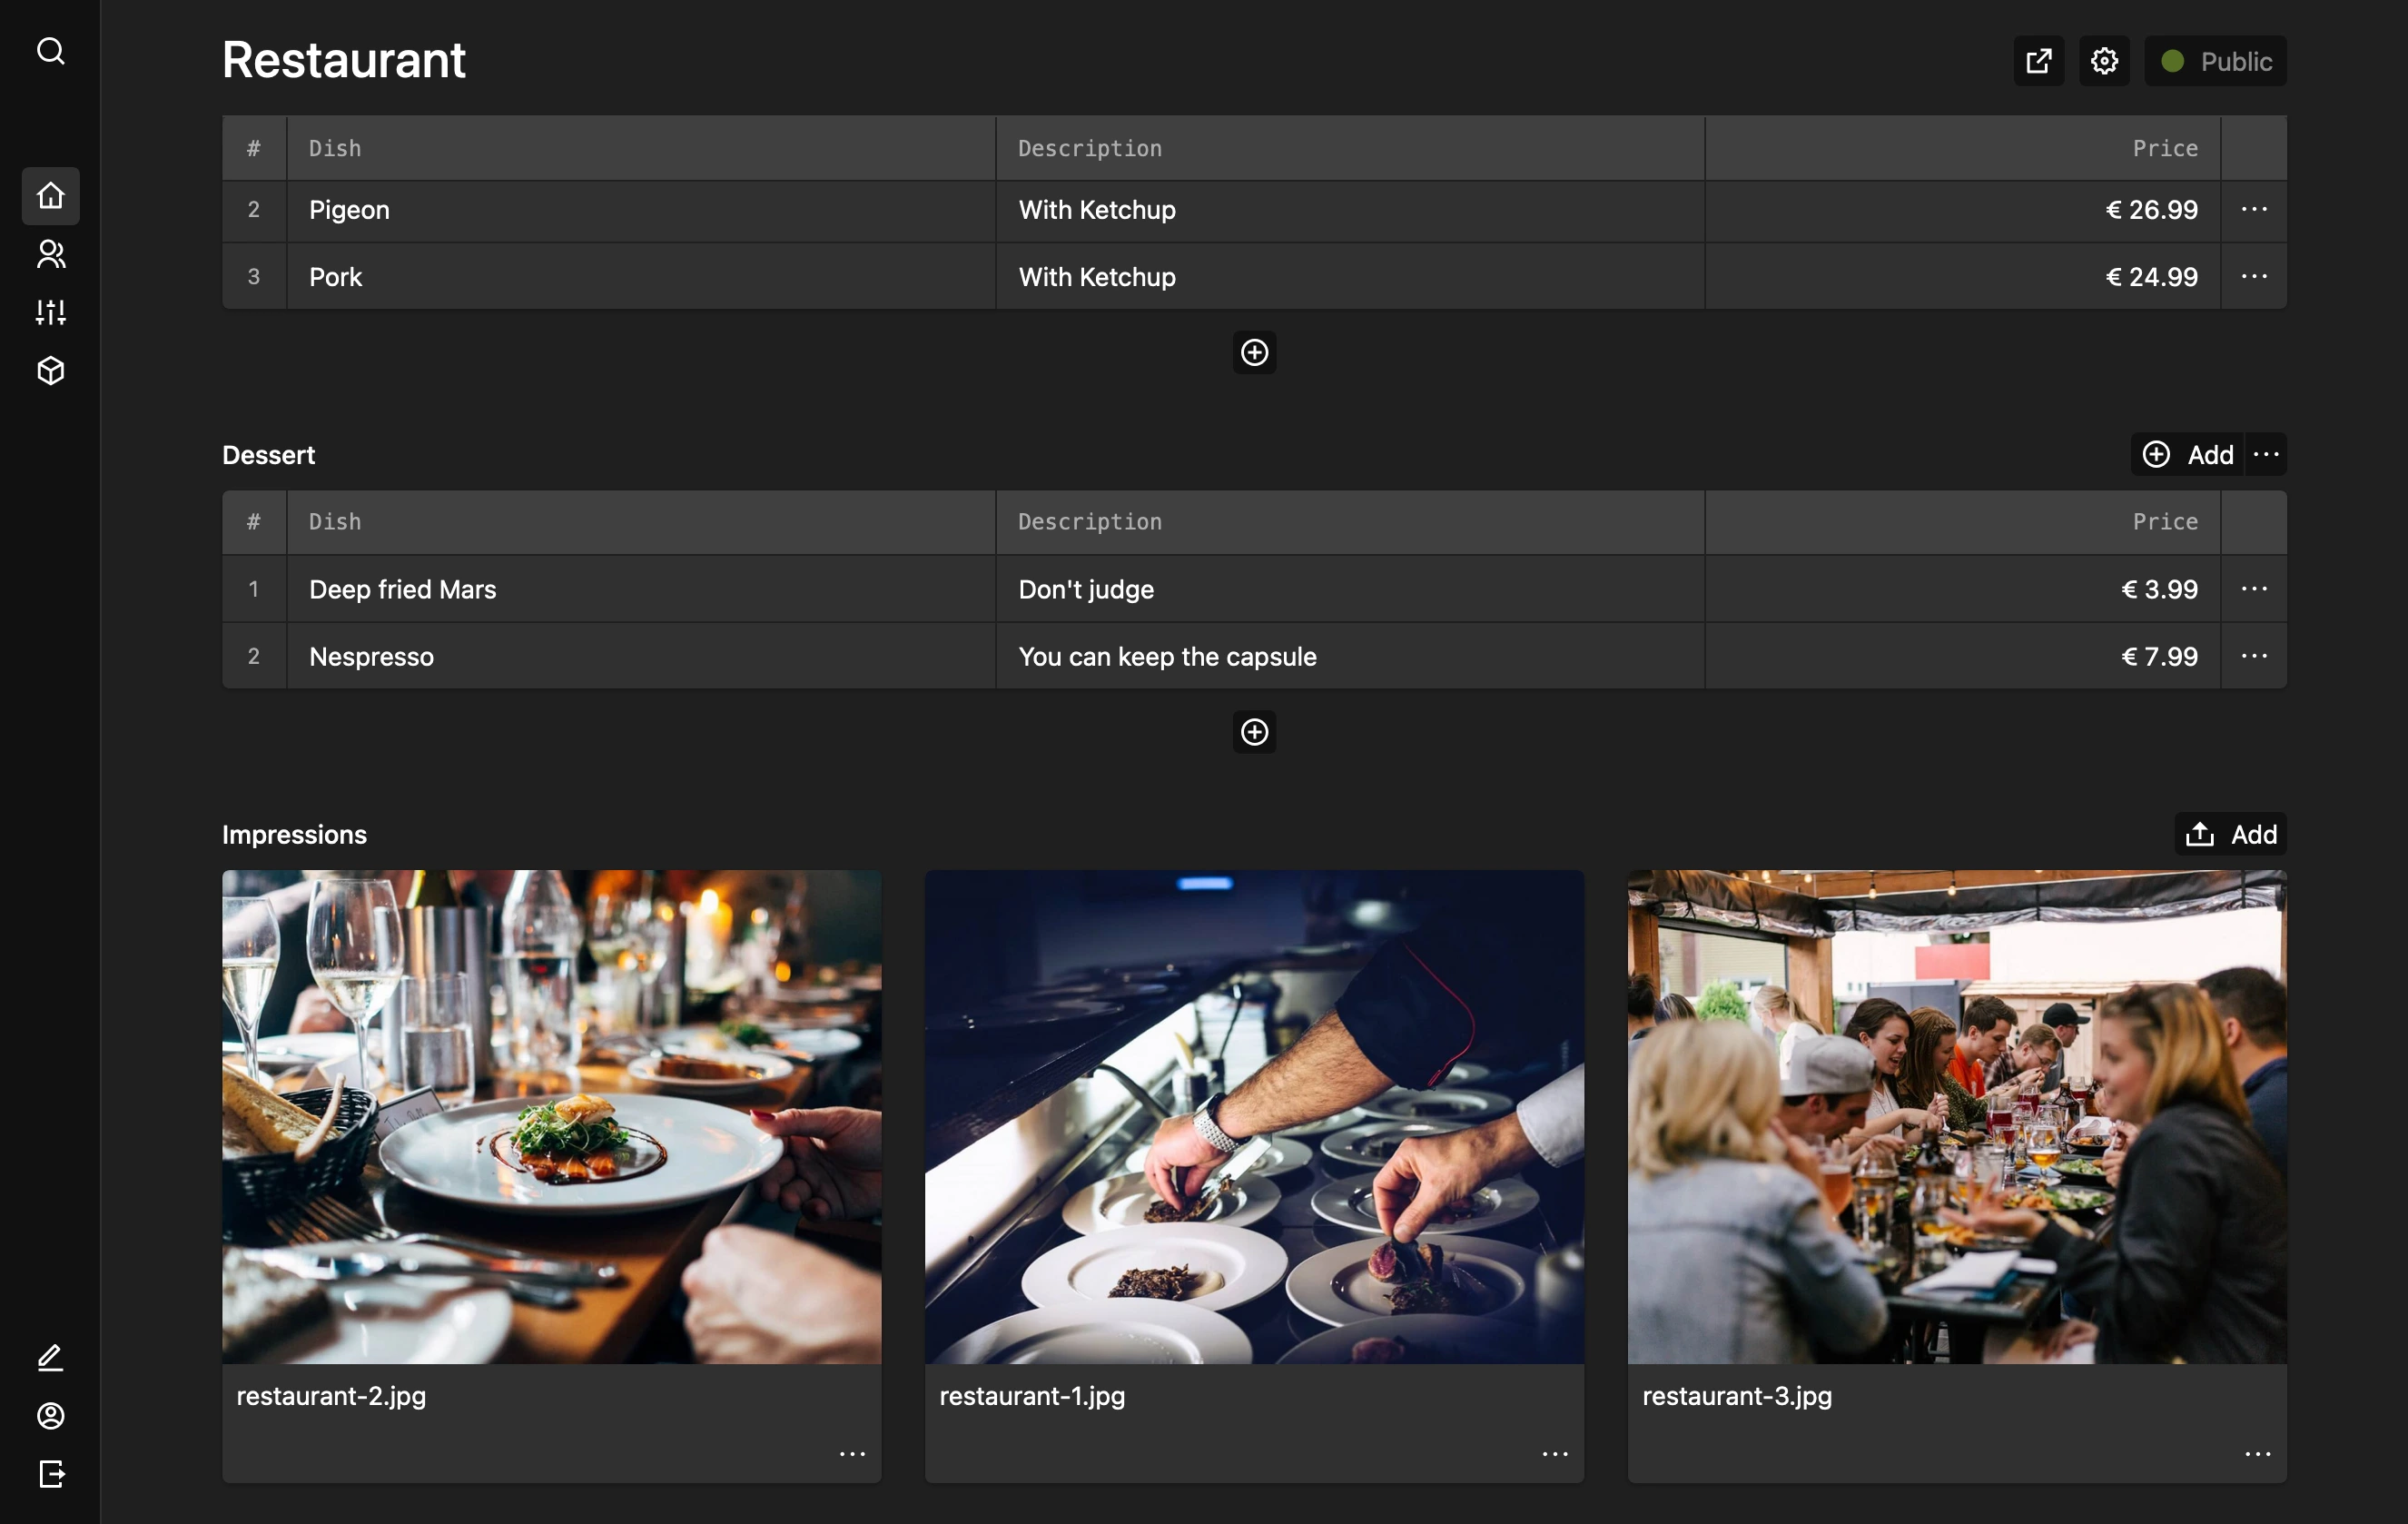 Restaurant
Public
# Dish Description Price
2 Pigeon With Ketchup € 26.99 ···
3 Pork With Ketchup € 24.99 ···
Dessert
Add ···
# Dish Description Price
1 Deep fried Mars Don't judge € 3.99 ···
2 Nespresso You can keep the capsule € 7.99 ···
Impressions
Add
restaurant-2.jpg
···
restaurant-1.jpg
···
restaurant-3.jpg
···